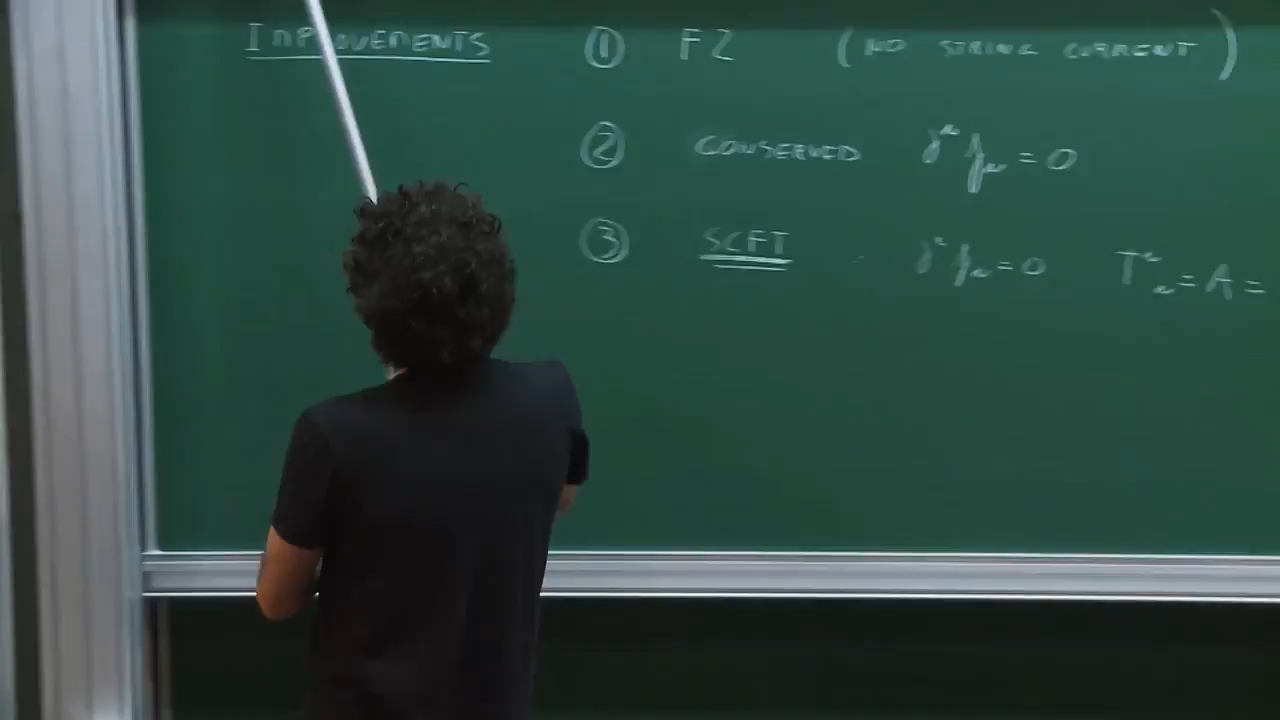 IMPROVEMENTS ① FZ (NO STRING CURRENT)
② CONSERVED ∂^μ j_μ = 0
③ SCFT ∂^μ j_μ = 0 T^μ_μ = A =